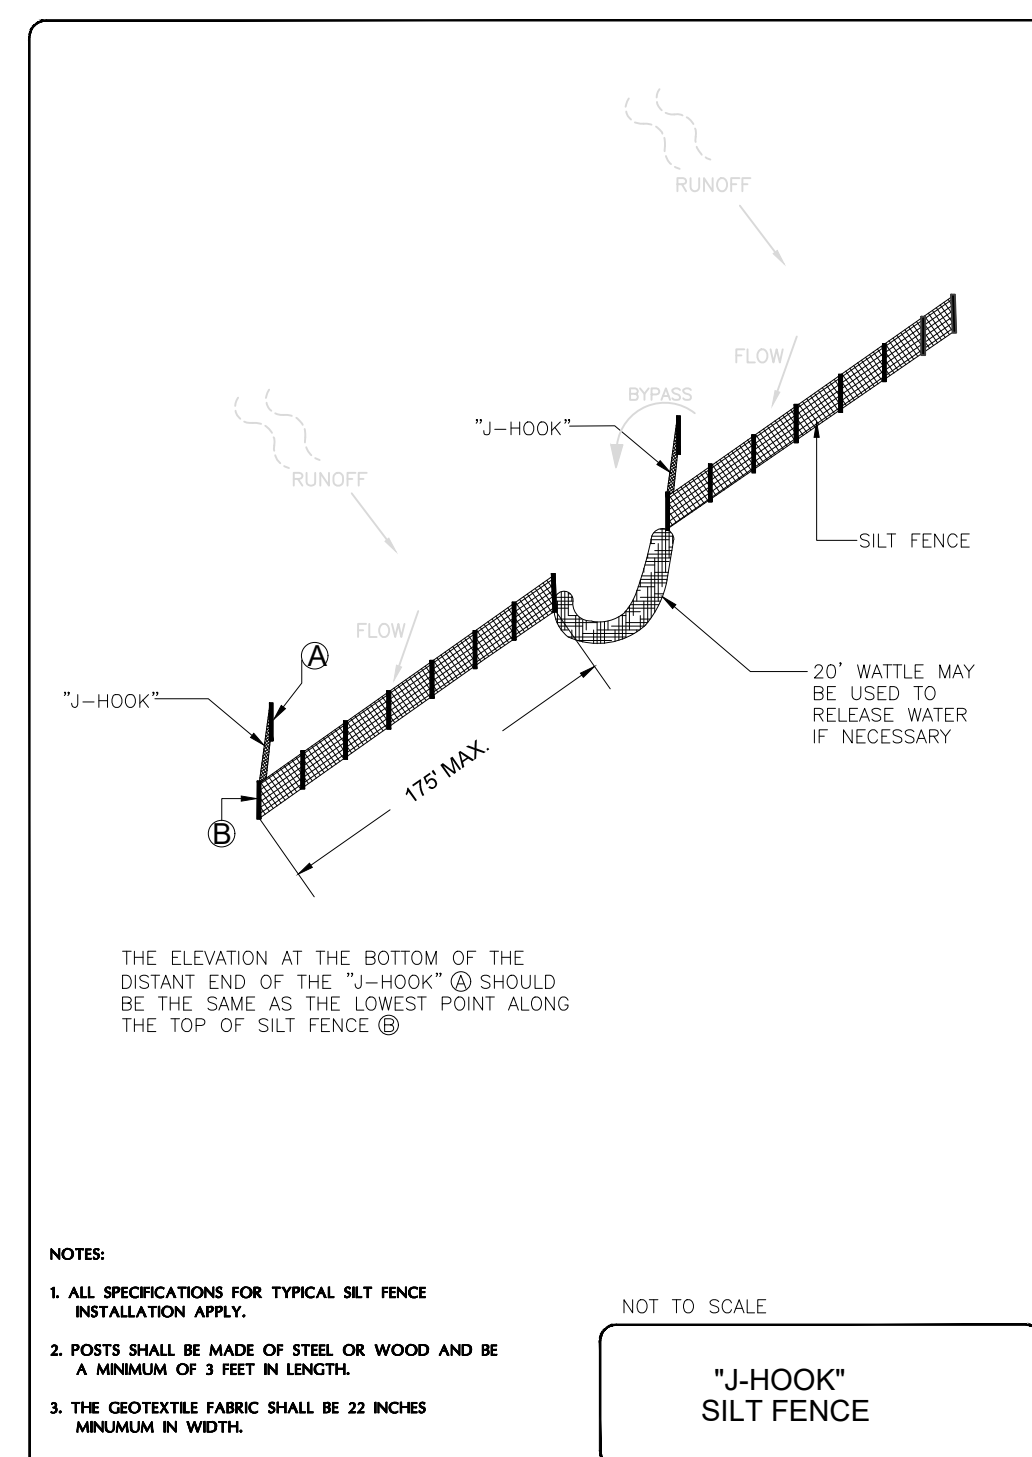 RUNOFF
FLOW
BYPASS
"J-HOOK"
RUNOFF
SILT FENCE
FLOW
A
"J-HOOK"
20' WATTLE MAY
BE USED TO
RELEASE WATER
IF NECESSARY
175' MAX.
B
THE ELEVATION AT THE BOTTOM OF THE
DISTANT END OF THE "J-HOOK" Ⓐ SHOULD
BE THE SAME AS THE LOWEST POINT ALONG
THE TOP OF SILT FENCE Ⓑ
NOTES:
1. ALL SPECIFICATIONS FOR TYPICAL SILT FENCE
INSTALLATION APPLY.
2. POSTS SHALL BE MADE OF STEEL OR WOOD AND BE
A MINIMUM OF 3 FEET IN LENGTH.
3. THE GEOTEXTILE FABRIC SHALL BE 22 INCHES
MINUMUM IN WIDTH.
NOT TO SCALE
"J-HOOK"
SILT FENCE